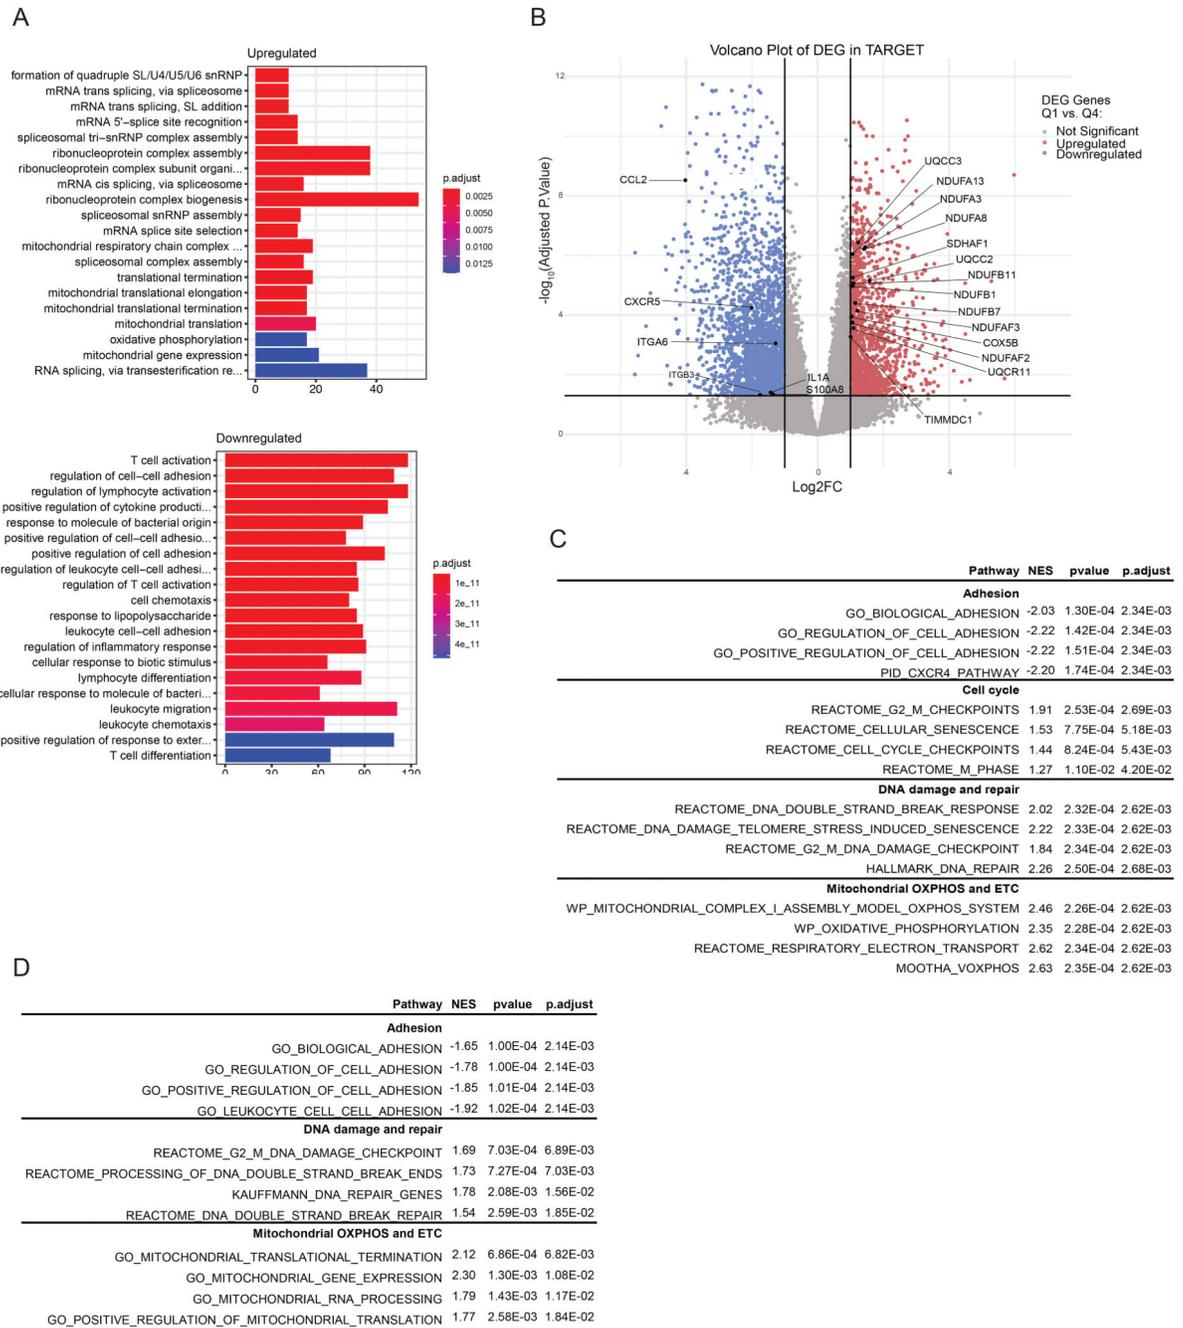 A
Upregulated
formation of quadruple SL/U4/U5/U6 snRNP
mRNA trans splicing, via spliceosome
mRNA trans splicing, SL addition
mRNA 5'−splice site recognition
spliceosomal tri−snRNP complex assembly
ribonucleoprotein complex assembly
ribonucleoprotein complex subunit organi...
mRNA cis splicing, via spliceosome
ribonucleoprotein complex biogenesis
spliceosomal snRNP assembly
mRNA splice site selection
mitochondrial respiratory chain complex ...
spliceosomal complex assembly
translational termination
mitochondrial translational elongation
mitochondrial translational termination
mitochondrial translation
oxidative phosphorylation
mitochondrial gene expression
RNA splicing, via transesterification re...
0 20 40
p.adjust
0.0025
0.0050
0.0075
0.0100
0.0125
Downregulated
T cell activation
regulation of cell−cell adhesion
regulation of lymphocyte activation
positive regulation of cytokine producti...
response to molecule of bacterial origin
positive regulation of cell−cell adhesio...
positive regulation of cell adhesion
regulation of leukocyte cell−cell adhesi...
regulation of T cell activation
cell chemotaxis
response to lipopolysaccharide
leukocyte cell−cell adhesion
regulation of inflammatory response
cellular response to biotic stimulus
lymphocyte differentiation
cellular response to molecule of bacteri...
leukocyte migration
leukocyte chemotaxis
positive regulation of response to exter...
T cell differentiation
0 30 60 90 120
p.adjust
1e_11
2e_11
3e_11
4e_11
B
Volcano Plot of DEG in TARGET
-log10(Adjusted P.Value)
12
8
4
0
4 0 4
Log2FC
CCL2
CXCR5
ITGA6
ITGB3
IL1A
S100A8
UQCC3
NDUFA13
NDUFA3
NDUFA8
SDHAF1
UQCC2
NDUFB11
NDUFB1
NDUFB7
NDUFAF3
COX5B
NDUFAF2
UQCR11
TIMMDC1
DEG Genes
Q1 vs. Q4:
Not Significant
Upregulated
Downregulated
C
Pathway NES pvalue p.adjust
Adhesion
GO_BIOLOGICAL_ADHESION -2.03 1.30E-04 2.34E-03
GO_REGULATION_OF_CELL_ADHESION -2.22 1.42E-04 2.34E-03
GO_POSITIVE_REGULATION_OF_CELL_ADHESION -2.22 1.51E-04 2.34E-03
PID_CXCR4_PATHWAY -2.20 1.74E-04 2.34E-03
Cell cycle
REACTOME_G2_M_CHECKPOINTS 1.91 2.53E-04 2.69E-03
REACTOME_CELLULAR_SENESCENCE 1.53 7.75E-04 5.18E-03
REACTOME_CELL_CYCLE_CHECKPOINTS 1.44 8.24E-04 5.43E-03
REACTOME_M_PHASE 1.27 1.10E-02 4.20E-02
DNA damage and repair
REACTOME_DNA_DOUBLE_STRAND_BREAK_RESPONSE 2.02 2.32E-04 2.62E-03
REACTOME_DNA_DAMAGE_TELOMERE_STRESS_INDUCED_SENESCENCE 2.22 2.33E-04 2.62E-03
REACTOME_G2_M_DNA_DAMAGE_CHECKPOINT 1.84 2.34E-04 2.62E-03
HALLMARK_DNA_REPAIR 2.26 2.50E-04 2.68E-03
Mitochondrial OXPHOS and ETC
WP_MITOCHONDRIAL_COMPLEX_I_ASSEMBLY_MODEL_OXPHOS_SYSTEM 2.46 2.26E-04 2.62E-03
WP_OXIDATIVE_PHOSPHORYLATION 2.35 2.28E-04 2.62E-03
REACTOME_RESPIRATORY_ELECTRON_TRANSPORT 2.62 2.34E-04 2.62E-03
MOOTHA_VOXPHOS 2.63 2.35E-04 2.62E-03
D
Pathway NES pvalue p.adjust
Adhesion
GO_BIOLOGICAL_ADHESION -1.65 1.00E-04 2.14E-03
GO_REGULATION_OF_CELL_ADHESION -1.78 1.00E-04 2.14E-03
GO_POSITIVE_REGULATION_OF_CELL_ADHESION -1.85 1.01E-04 2.14E-03
GO_LEUKOCYTE_CELL_CELL_ADHESION -1.92 1.02E-04 2.14E-03
DNA damage and repair
REACTOME_G2_M_DNA_DAMAGE_CHECKPOINT 1.69 7.03E-04 6.89E-03
REACTOME_PROCESSING_OF_DNA_DOUBLE_STRAND_BREAK_ENDS 1.73 7.27E-04 7.03E-03
KAUFFMANN_DNA_REPAIR_GENES 1.78 2.08E-03 1.56E-02
REACTOME_DNA_DOUBLE_STRAND_BREAK_REPAIR 1.54 2.59E-03 1.85E-02
Mitochondrial OXPHOS and ETC
GO_MITOCHONDRIAL_TRANSLATIONAL_TERMINATION 2.12 6.86E-04 6.82E-03
GO_MITOCHONDRIAL_GENE_EXPRESSION 2.30 1.30E-03 1.08E-02
GO_MITOCHONDRIAL_RNA_PROCESSING 1.79 1.43E-03 1.17E-02
GO_POSITIVE_REGULATION_OF_MITOCHONDRIAL_TRANSLATION 1.77 2.58E-03 1.84E-02